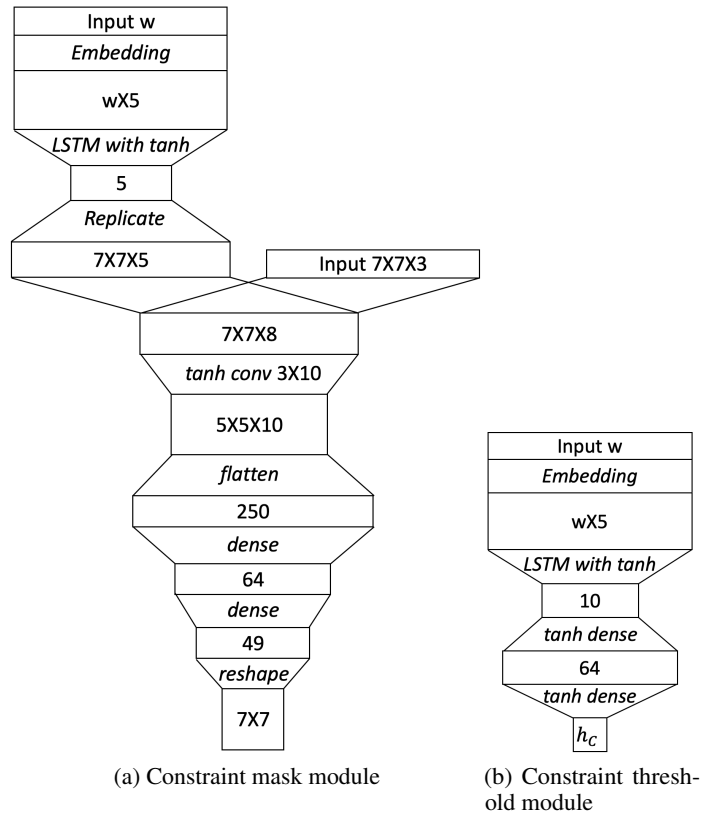 Input w
Embedding
wX5
LSTM with tanh
5
Replicate
7X7X5
Input 7X7X3
7X7X8
tanh conv 3X10
5X5X10
flatten
250
dense
64
dense
49
reshape
7X7
(a) Constraint mask module
Input w
Embedding
wX5
LSTM with tanh
10
tanh dense
64
tanh dense
h_C
(b) Constraint thresh-
old module